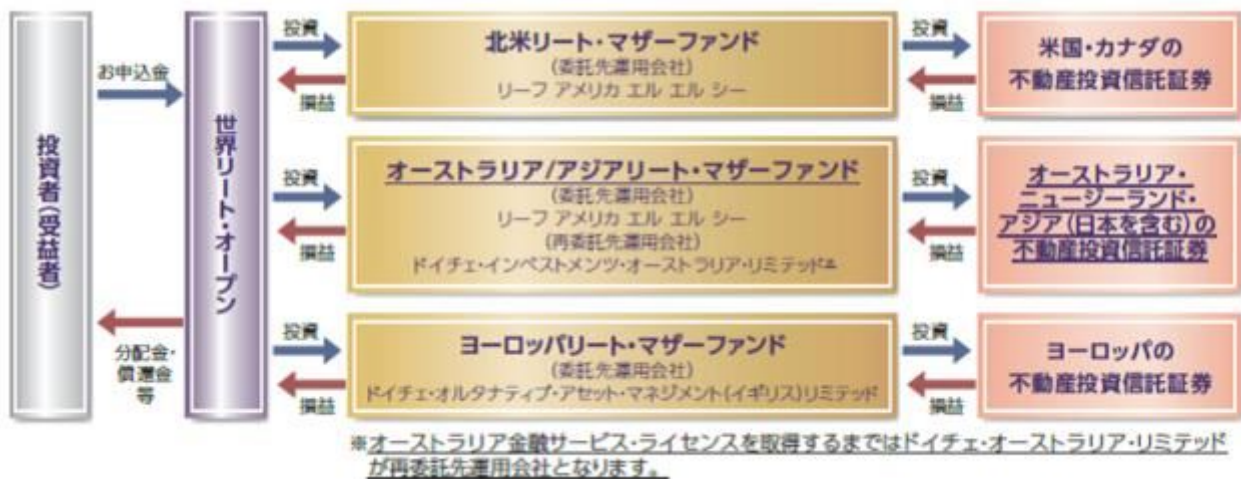 投資者(受益者)
お申込金
分配金・
償還金
等
世界リート・オープン
投資
損益
北米リート・マザーファンド
(委託先運用会社)
リーフ アメリカ エル エル シー
投資
損益
米国・カナダの
不動産投資信託証券
投資
損益
オーストラリア/アジアリート・マザーファンド
(委託先運用会社)
リーフ アメリカ エル エル シー
(再委託先運用会社)
ドイチェ・インベストメンツ・オーストラリア・リミテッド※
投資
損益
オーストラリア・
ニュージーランド・
アジア(日本を含む)の
不動産投資信託証券
投資
損益
ヨーロッパリート・マザーファンド
(委託先運用会社)
ドイチェ・オルタナティブ・アセット・マネジメント(イギリス)リミテッド
投資
損益
ヨーロッパの
不動産投資信託証券
※オーストラリア金融サービス・ライセンスを取得するまではドイチェ・オーストラリア・リミテッド
が再委託先運用会社となります。